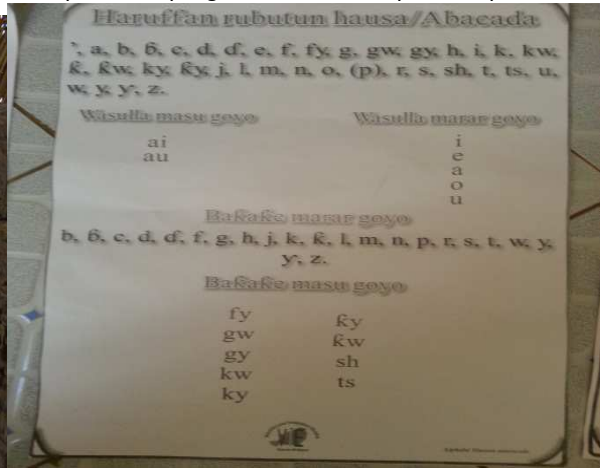 Haruffan rubutun hausa/Abacada
', a, b, ɓ, c, d, ɗ, e, f, fy, g, gw, gy, h, i, k, kw,
ƙ, ƙw, ky, ƙy, j, l, m, n, o, (p), r, s, sh, t, ts, u,
w, y, y', z.
Wasulla masu goyo
ai
au
Wasulla marar goyo
i
e
a
o
u
Baƙaƙe marar goyo
b, ɓ, c, d, ɗ, f, g, h, j, k, ƙ, l, m, n, p, r, s, t, w, y,
y', z.
Baƙaƙe masu goyo
fy
gw
gy
kw
ky
ƙy
ƙw
sh
ts